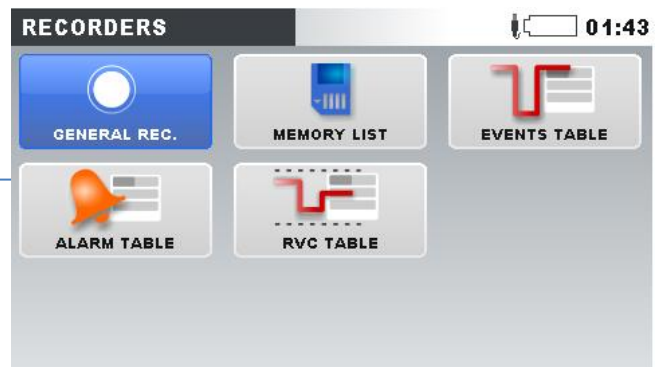 RECORDERS 01:43
GENERAL REC. MEMORY LIST EVENTS TABLE
ALARM TABLE RVC TABLE